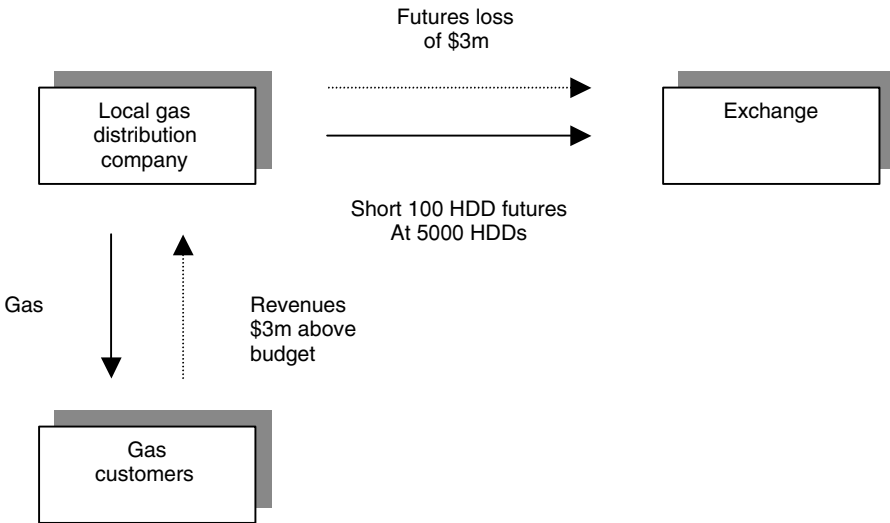 Futures loss
of $3m
Local gas
distribution
company
Exchange
Short 100 HDD futures
At 5000 HDDs
Gas
Revenues
$3m above
budget
Gas
customers